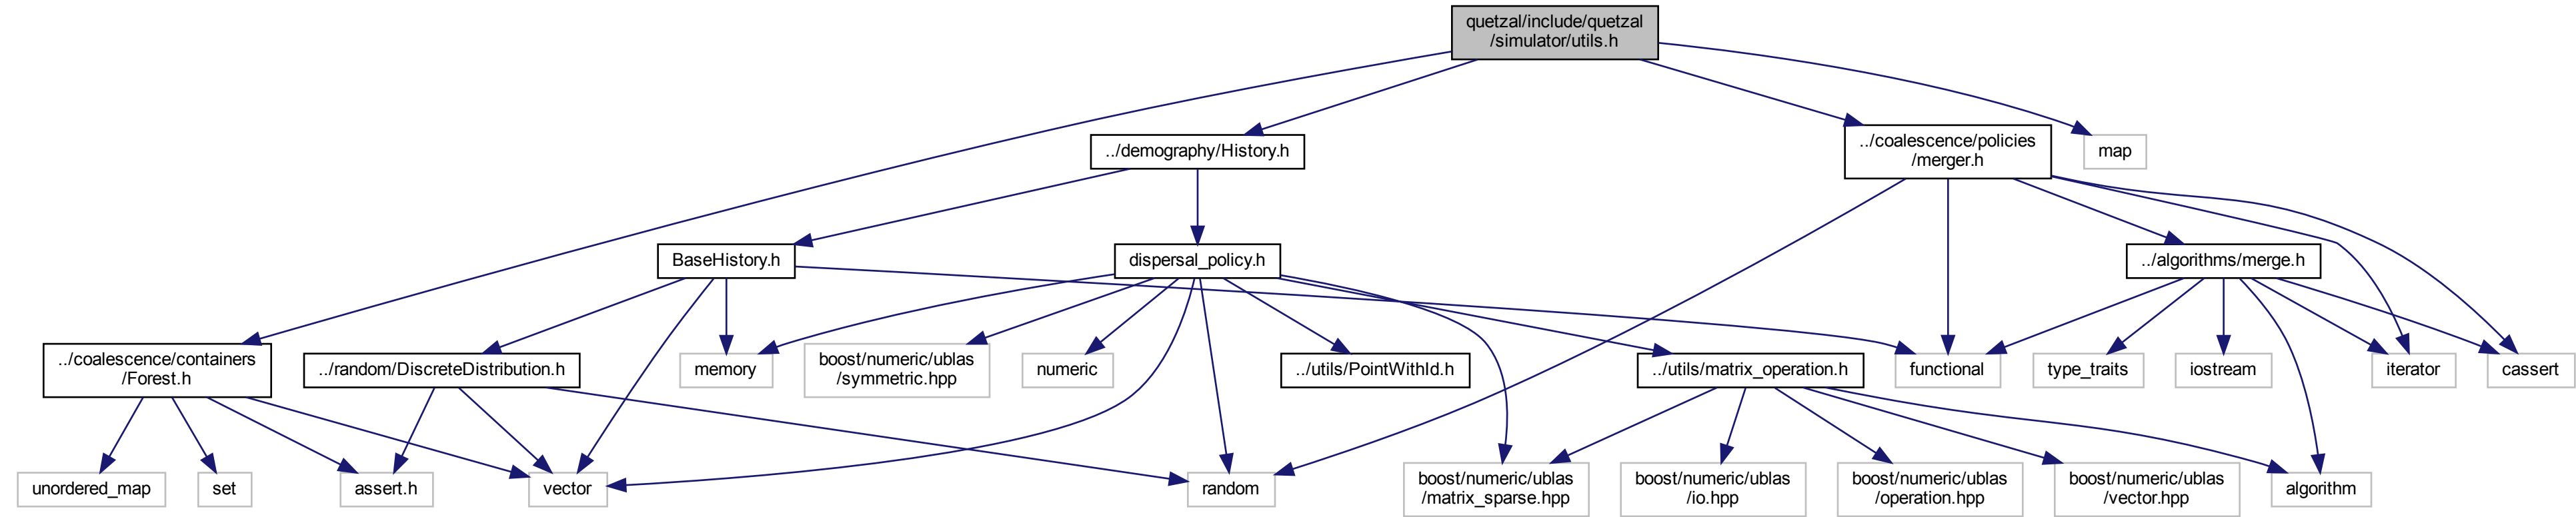 quetzal/include/quetzal
/simulator/utils.h
../demography/History.h
../coalescence/policies
/merger.h
map
BaseHistory.h
dispersal_policy.h
../algorithms/merge.h
../coalescence/containers
/Forest.h
../random/DiscreteDistribution.h
memory
boost/numeric/ublas
/symmetric.hpp
numeric
../utils/PointWithId.h
../utils/matrix_operation.h
functional
type_traits
iostream
iterator
cassert
unordered_map
set
assert.h
vector
random
boost/numeric/ublas
/matrix_sparse.hpp
boost/numeric/ublas
/io.hpp
boost/numeric/ublas
/operation.hpp
boost/numeric/ublas
/vector.hpp
algorithm